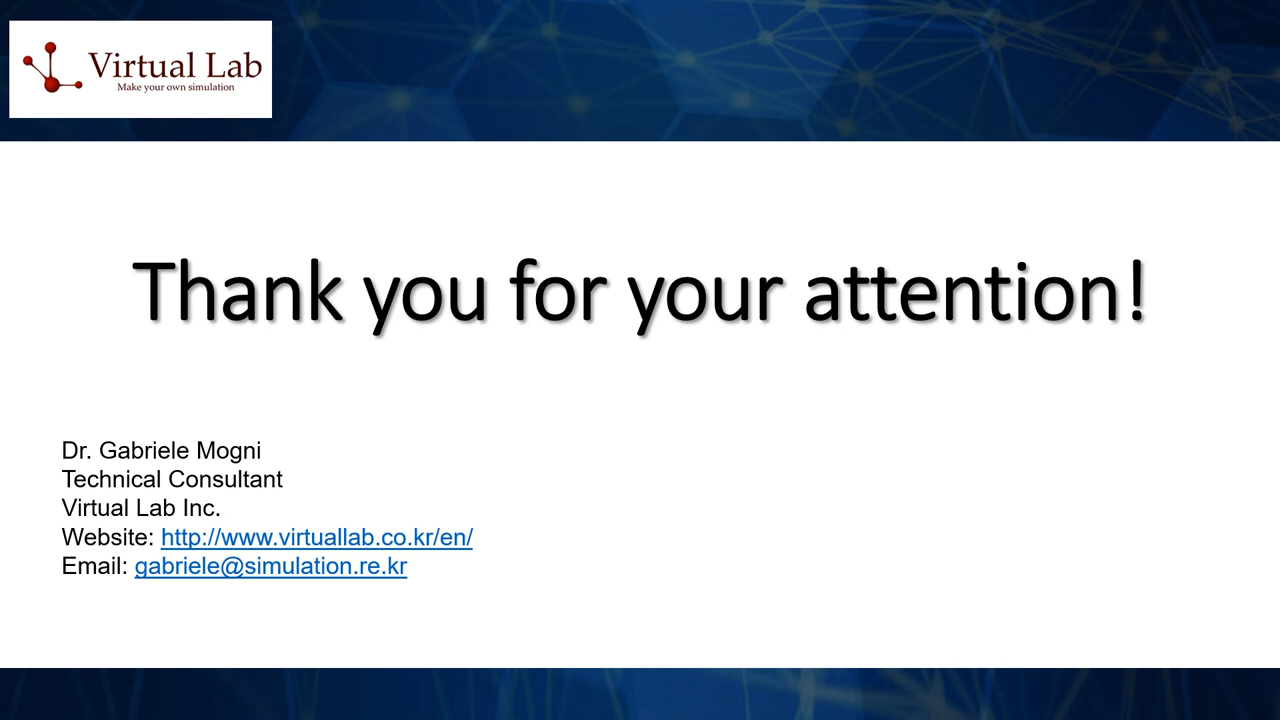 Virtual Lab
Make your own simulation
Thank you for your attention!
Dr. Gabriele Mogni
Technical Consultant
Virtual Lab Inc.
Website: http://www.virtuallab.co.kr/en/
Email: gabriele@simulation.re.kr